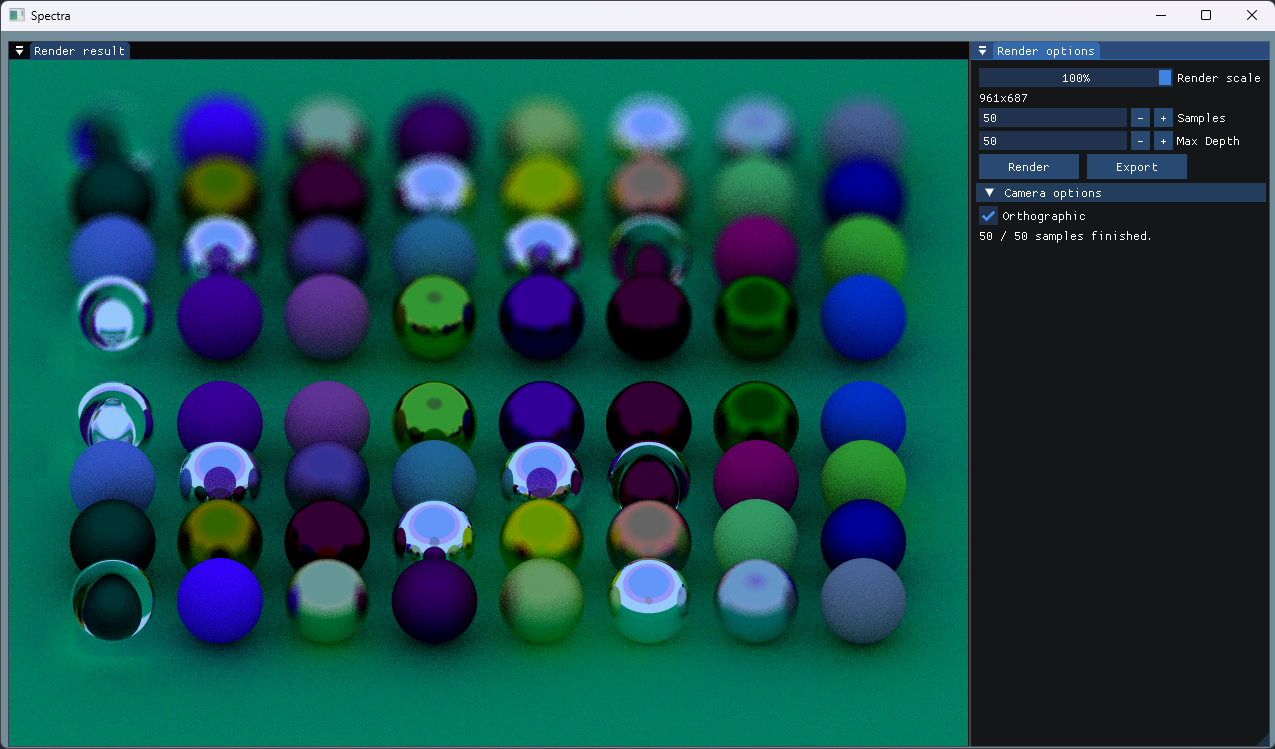 Spectra
Render result
Render options
100% Render scale
961x687
50 - + Samples
50 - + Max Depth
Render Export
Camera options
Orthographic
50 / 50 samples finished.